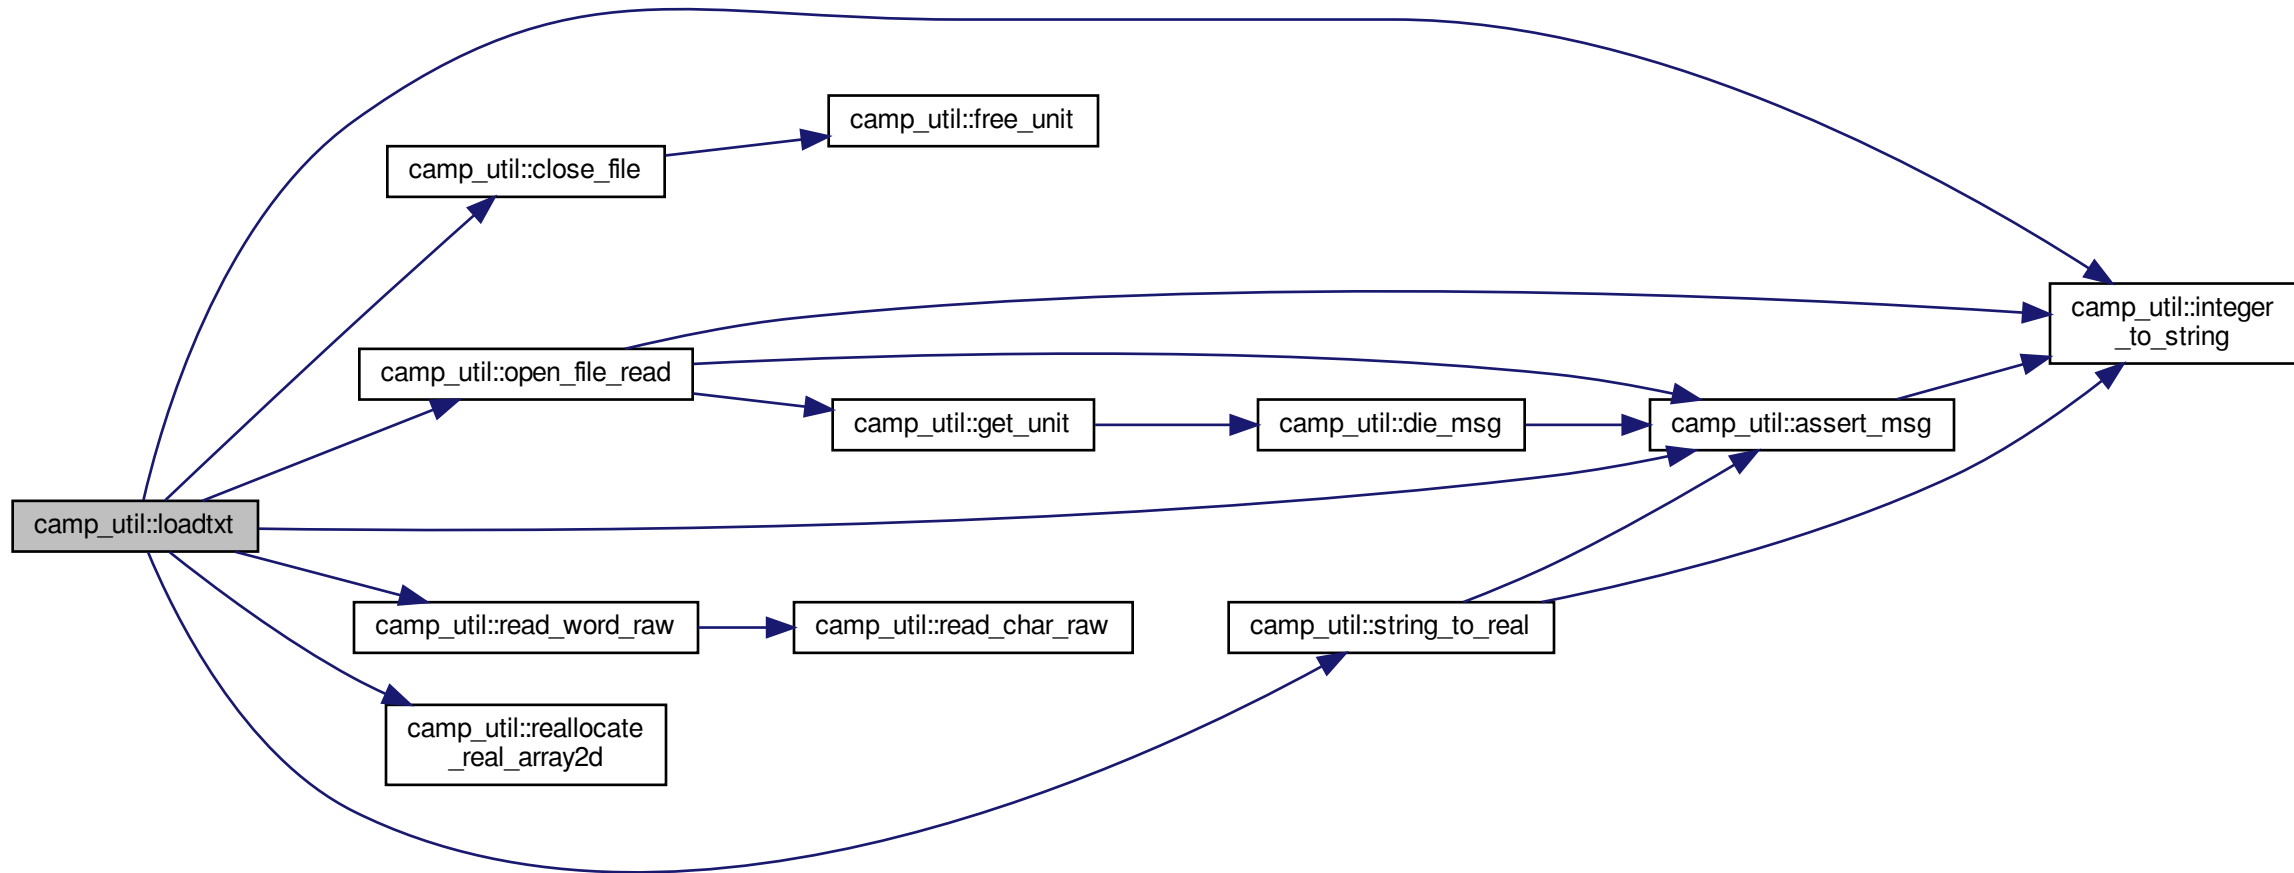 camp_util::free_unit
camp_util::close_file
camp_util::integer
_to_string
camp_util::open_file_read
camp_util::get_unit
camp_util::die_msg
camp_util::assert_msg
camp_util::loadtxt
camp_util::read_word_raw
camp_util::read_char_raw
camp_util::string_to_real
camp_util::reallocate
_real_array2d